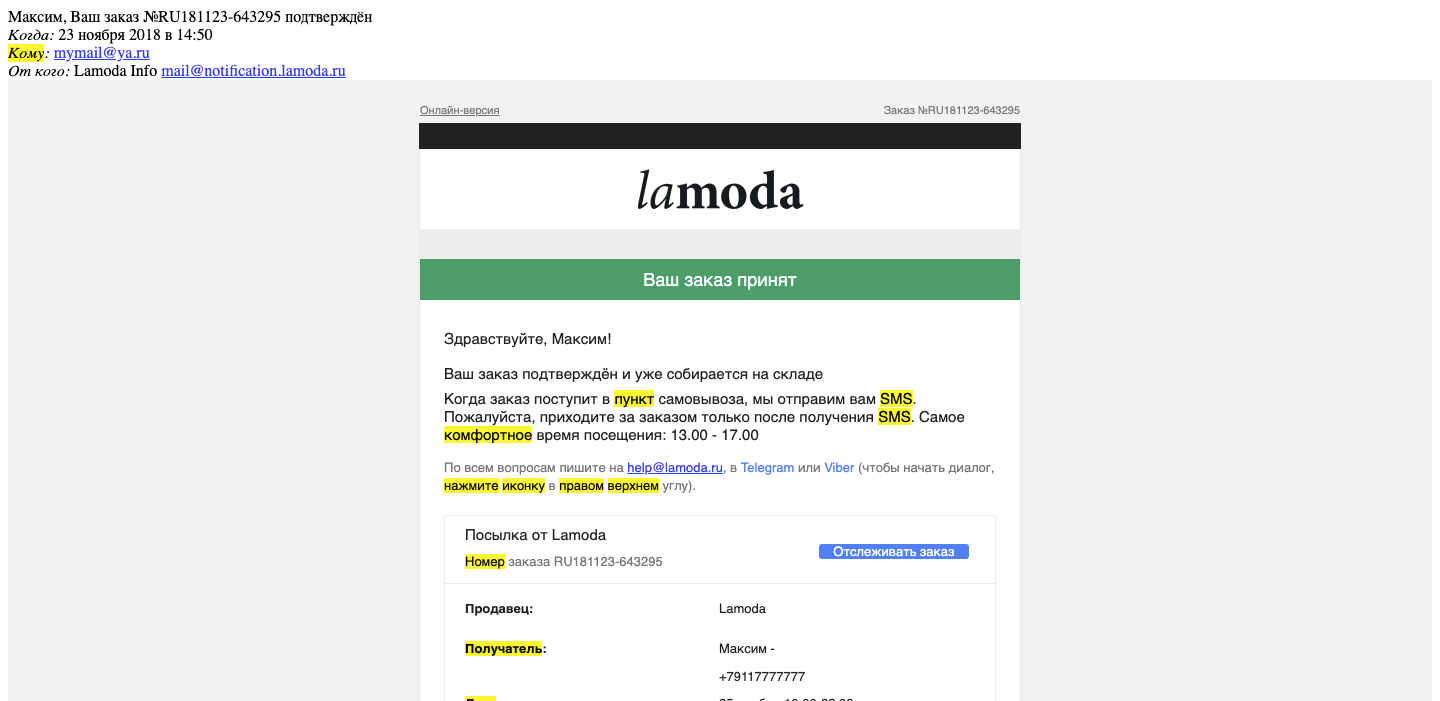 Максим, Ваш заказ №RU181123-643295 подтверждён
Когда: 23 ноября 2018 в 14:50
Кому: mymail@ya.ru
От кого: Lamoda Info mail@notification.lamoda.ru
Онлайн-версия
Заказ №RU181123-643295
lamoda
Ваш заказ принят
Здравствуйте, Максим!
Ваш заказ подтверждён и уже собирается на складе
Когда заказ поступит в пункт самовывоза, мы отправим вам SMS.
Пожалуйста, приходите за заказом только после получения SMS. Самое
комфортное время посещения: 13.00 - 17.00
По всем вопросам пишите на help@lamoda.ru, в Telegram или Viber (чтобы начать диалог,
нажмите иконку в правом верхнем углу).
Посылка от Lamoda
Номер заказа RU181123-643295
Отслеживать заказ
Продавец: Lamoda
Получатель: Максим -
+79117777777